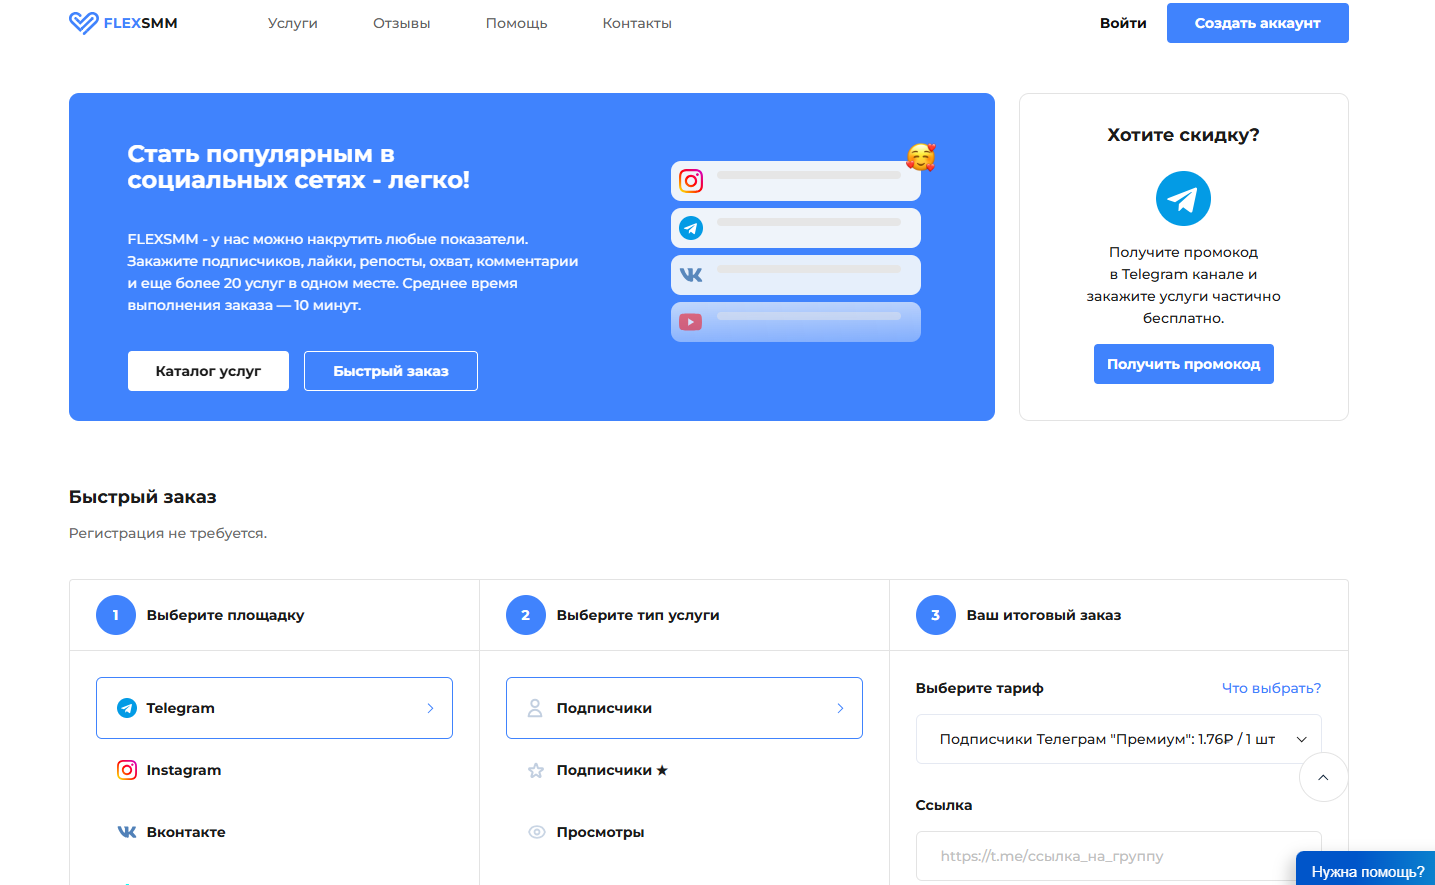 FLEXSMM
Услуги
Отзывы
Помощь
Контакты
Войти
Создать аккаунт
Стать популярным в
социальных сетях - легко!
FLEXSMM - у нас можно накрутить любые показатели.
Закажите подписчиков, лайки, репосты, охват, комментарии
и еще более 20 услуг в одном месте. Среднее время
выполнения заказа — 10 минут.
Каталог услуг
Быстрый заказ
Хотите скидку?
Получите промокод
в Telegram канале и
закажите услуги частично
бесплатно.
Получить промокод
Быстрый заказ
Регистрация не требуется.
1
Выберите площадку
Telegram
Instagram
Вконтакте
2
Выберите тип услуги
Подписчики
Подписчики ★
Просмотры
3
Ваш итоговый заказ
Выберите тариф
Что выбрать?
Подписчики Телеграм "Премиум": 1.76₽ / 1 шт
Ссылка
https://t.me/ссылка_на_группу
Нужна помощь?